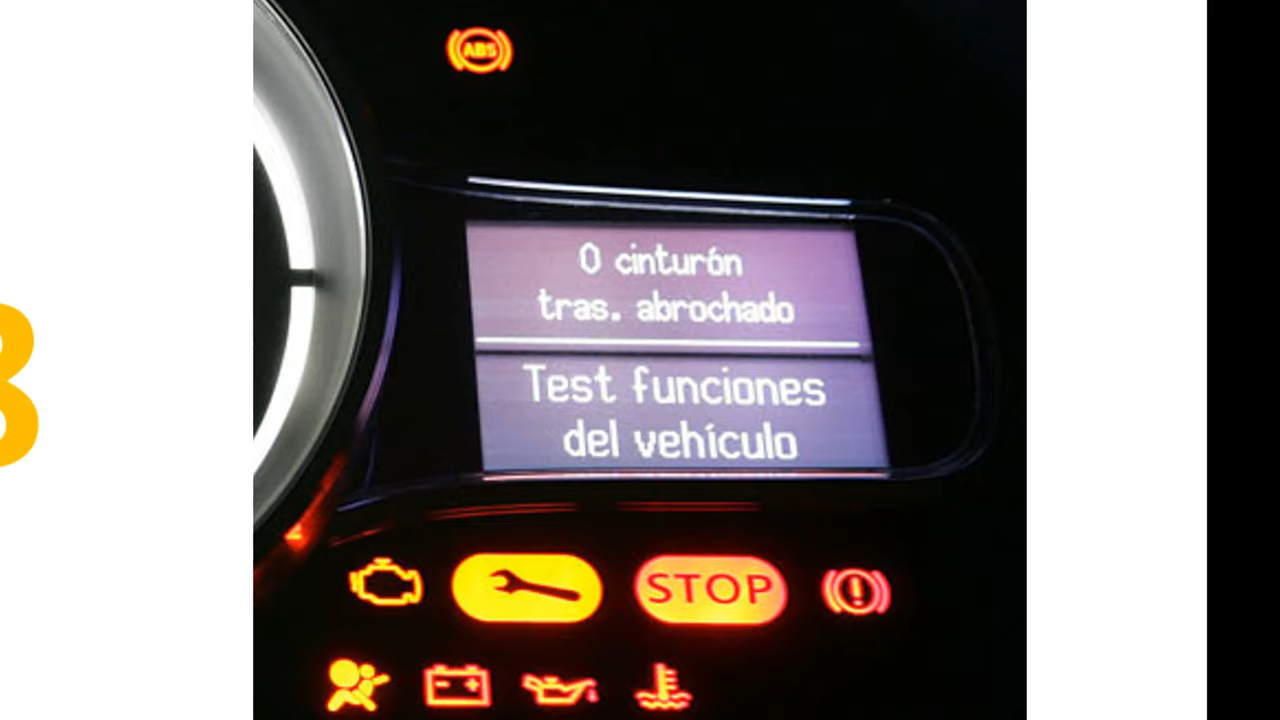 ABS
0 cinturón
tras. abrochado
Test funciones
del vehículo
STOP